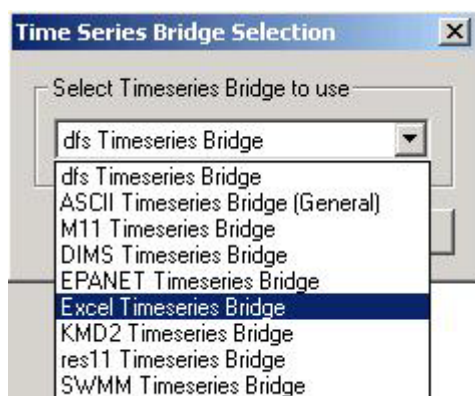 Time Series Bridge Selection
Select Timeseries Bridge to use
dfs Timeseries Bridge
dfs Timeseries Bridge
ASCII Timeseries Bridge (General)
M11 Timeseries Bridge
DIMS Timeseries Bridge
EPANET Timeseries Bridge
Excel Timeseries Bridge
KMD2 Timeseries Bridge
res11 Timeseries Bridge
SWMM Timeseries Bridge